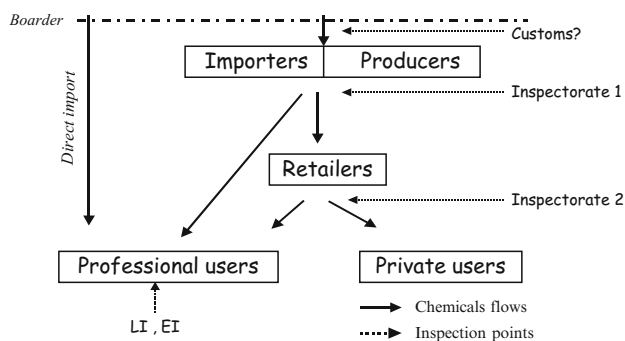 Boarder
Customs?
Importers
Producers
Inspectorate 1
Direct import
Retailers
Inspectorate 2
Professional users
Private users
LI , EI
Chemicals flows
Inspection points